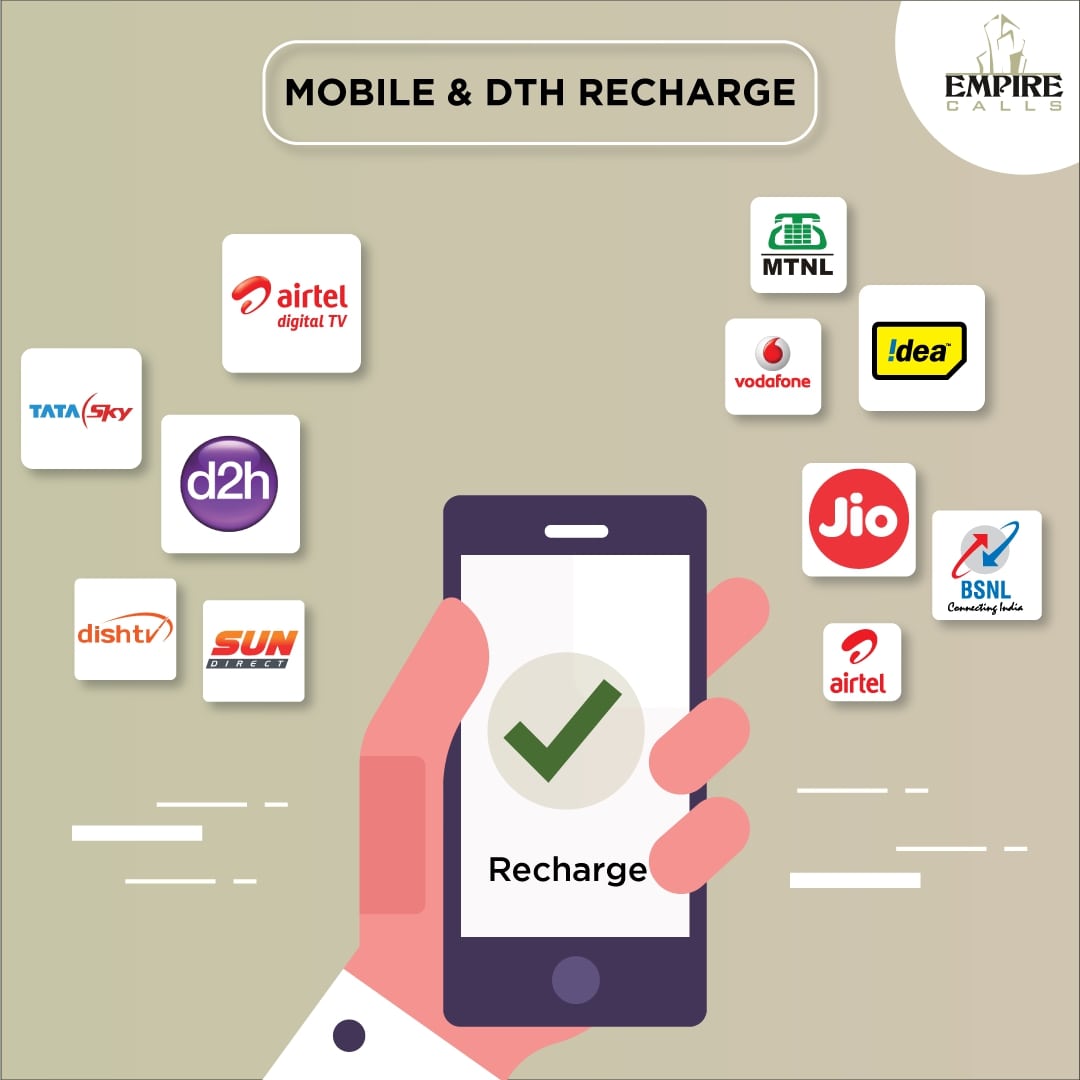 MOBILE & DTH RECHARGE
EMPIRE
CALLS
airtel
digital TV
TATA Sky
d2h
dishtv
SUN
DIRECT
MTNL
vodafone
!dea™
Jio
BSNL
Connecting India
airtel
Recharge